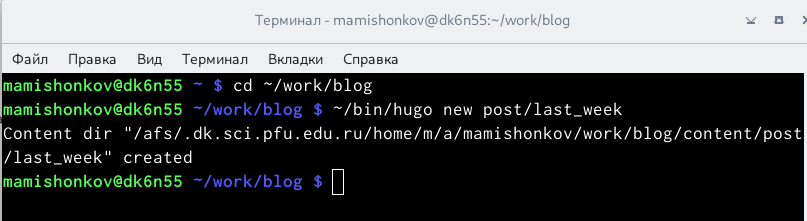 Терминал - mamishonkov@dk6n55:~/work/blog
Файл Правка Вид Терминал Вкладки Справка
mamishonkov@dk6n55 ~ $ cd ~/work/blog
mamishonkov@dk6n55 ~/work/blog $ ~/bin/hugo new post/last_week
Content dir "/afs/.dk.sci.pfu.edu.ru/home/m/a/mamishonkov/work/blog/content/post
/last_week" created
mamishonkov@dk6n55 ~/work/blog $